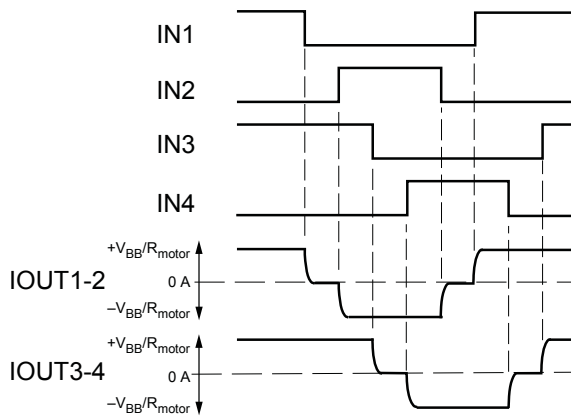 IN1
IN2
IN3
IN4
+VBB/Rmotor
IOUT1-2
0 A
–VBB/Rmotor
+VBB/Rmotor
IOUT3-4
0 A
–VBB/Rmotor